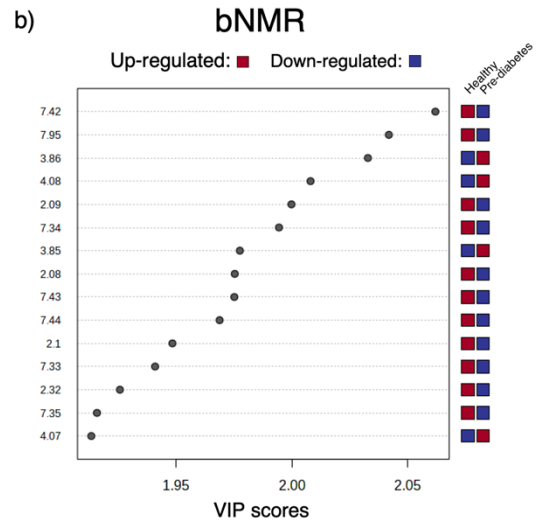 b)
bNMR
Up-regulated: Down-regulated:
Healthy
Pre-diabetes
7.42
7.95
3.86
4.08
2.09
7.34
3.85
2.08
7.43
7.44
2.1
7.33
2.32
7.35
4.07
1.95 2.00 2.05
VIP scores